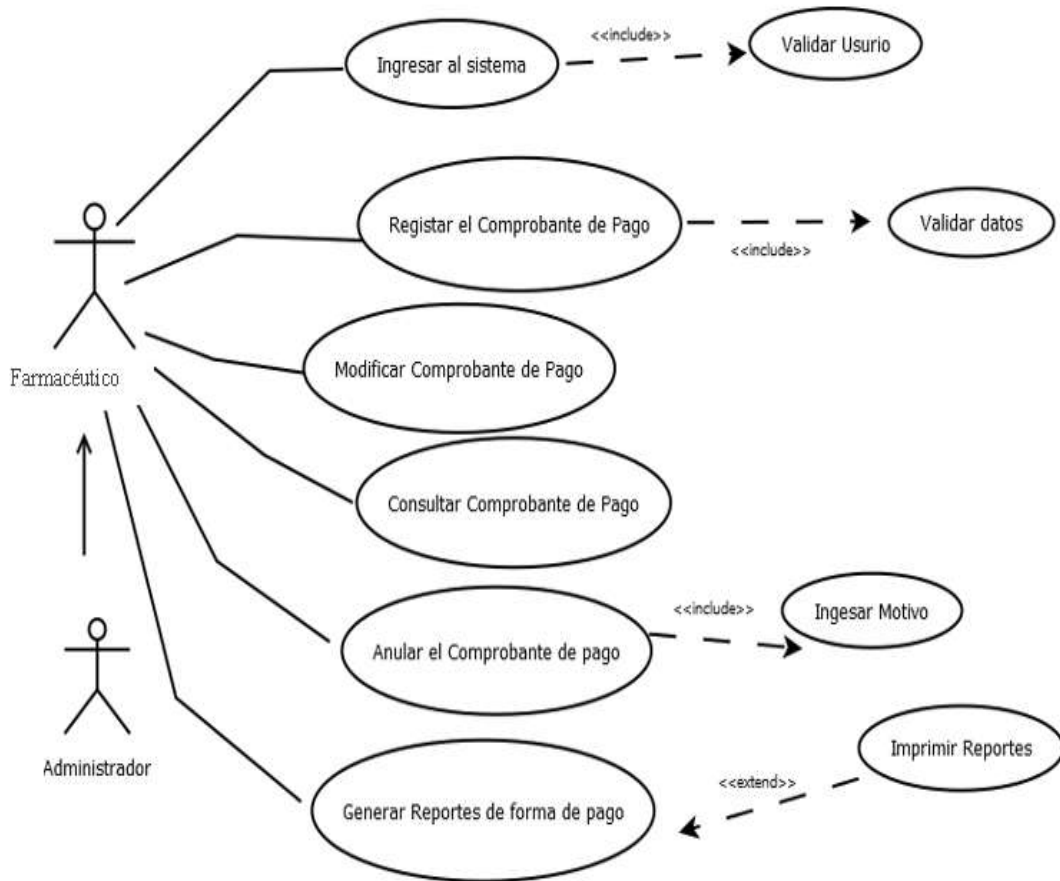 <<include>>
Validar Usurio
Ingresar al sistema
Registar el Comprobante de Pago
Validar datos
<<include>>
Modificar Comprobante de Pago
Farmacéutico
Consultar Comprobante de Pago
<<include>>
Ingesar Motivo
Anular el Comprobante de pago
Imprimir Reportes
Administrador
<<extend>>
Generar Reportes de forma de pago